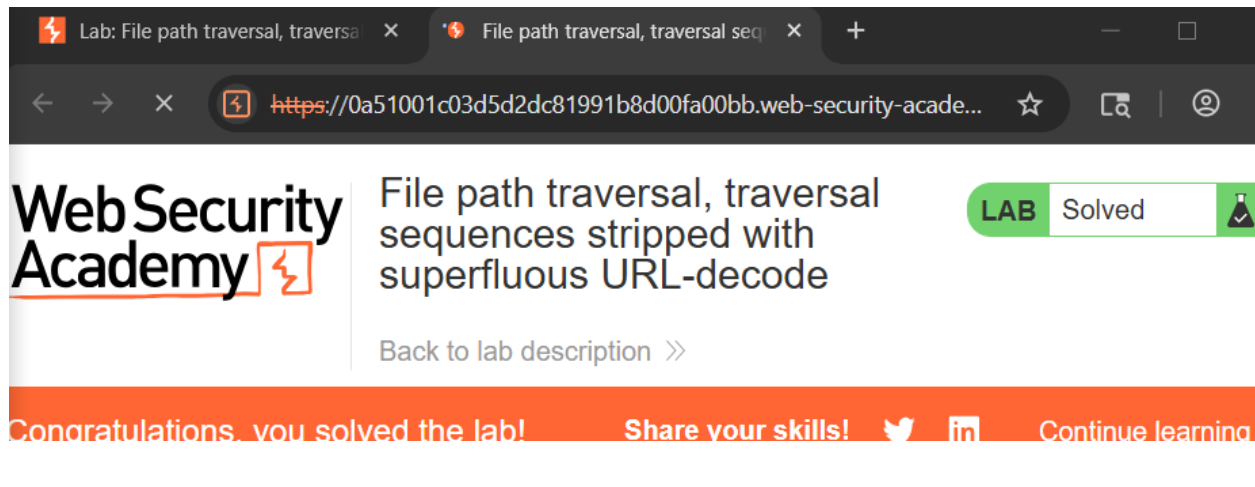 Lab: File path traversal, traversa
File path traversal, traversal seq
https://0a51001c03d5d2dc81991b8d00fa00bb.web-security-acade...
Web Security
Academy
File path traversal, traversal
sequences stripped with
superfluous URL-decode
LAB Solved
Back to lab description
Congratulations, you solved the lab!
Share your skills!
in
Continue learning